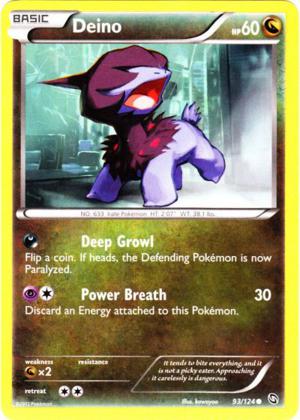 BASIC
Deino
HP60
NO. 633 Irate Pokémon HT: 2'07" WT: 38.1 lbs.
Deep Growl
Flip a coin. If heads, the Defending Pokémon is now
Paralyzed.
Power Breath 30
Discard an Energy attached to this Pokémon.
weakness resistance
×2
retreat
It tends to bite everything, and it
is not a picky eater. Approaching
it carelessly is dangerous.
©2012 Pokémon
Illus. kawayoo 93/124